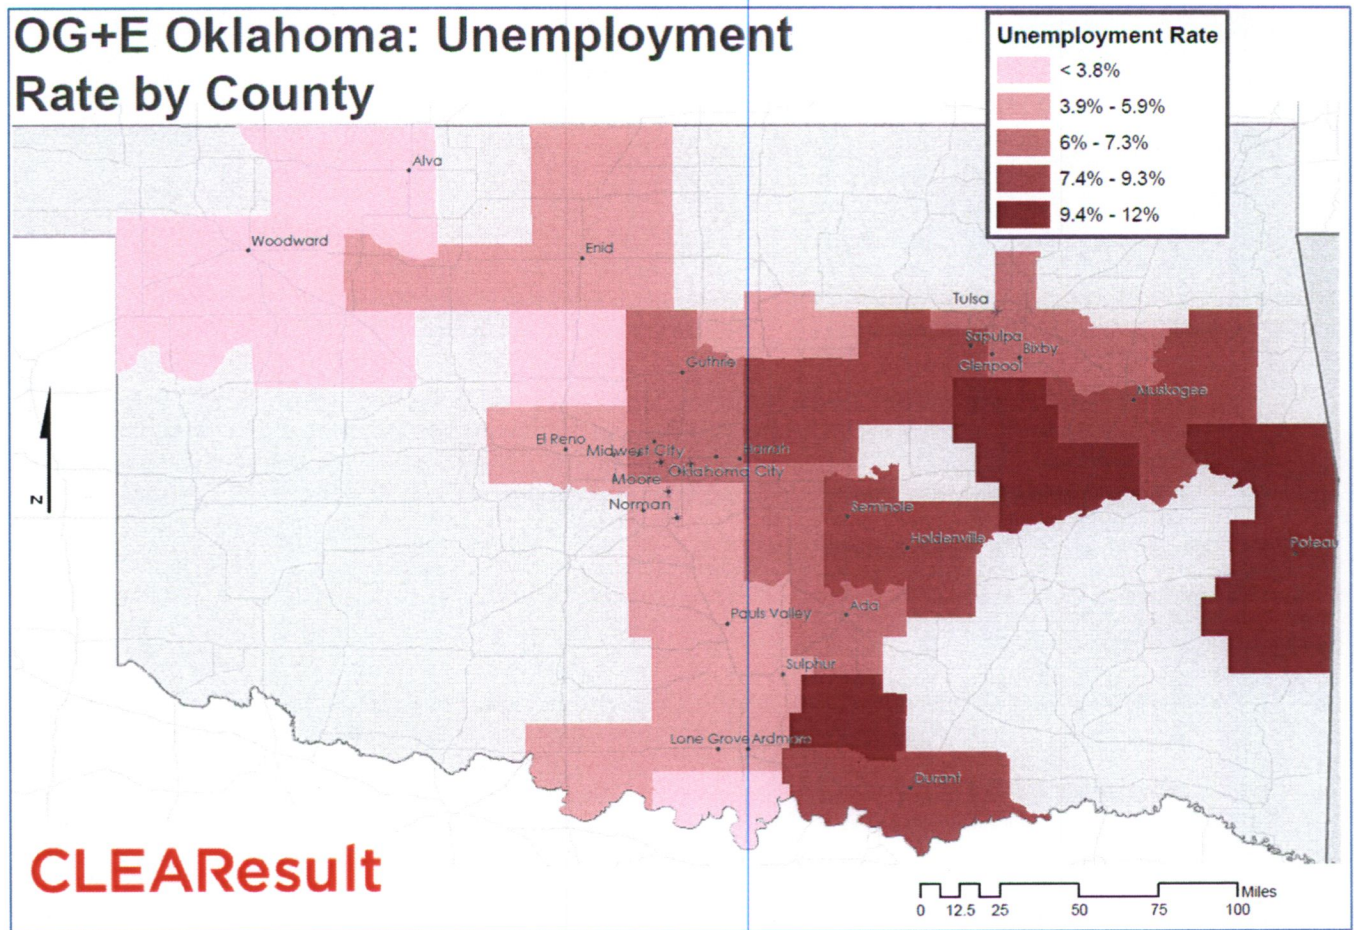 OG+E Oklahoma: Unemployment
Rate by County
Unemployment Rate
< 3.8%
3.9% - 5.9%
6% - 7.3%
7.4% - 9.3%
9.4% - 12%
Alva
Woodward
Enid
Tulsa
Sapulpa
Bixby
Glenpool
Guthrie
Muskogee
El Reno
Midwest City
Harrah
Oklahoma City
Moore
Norman
Seminole
Holdenville
Poteau
Pauls Valley
Ada
Sulphur
Lone Grove
Ardmore
Durant
N
CLEAResult
Miles
0 12.5 25 50 75 100